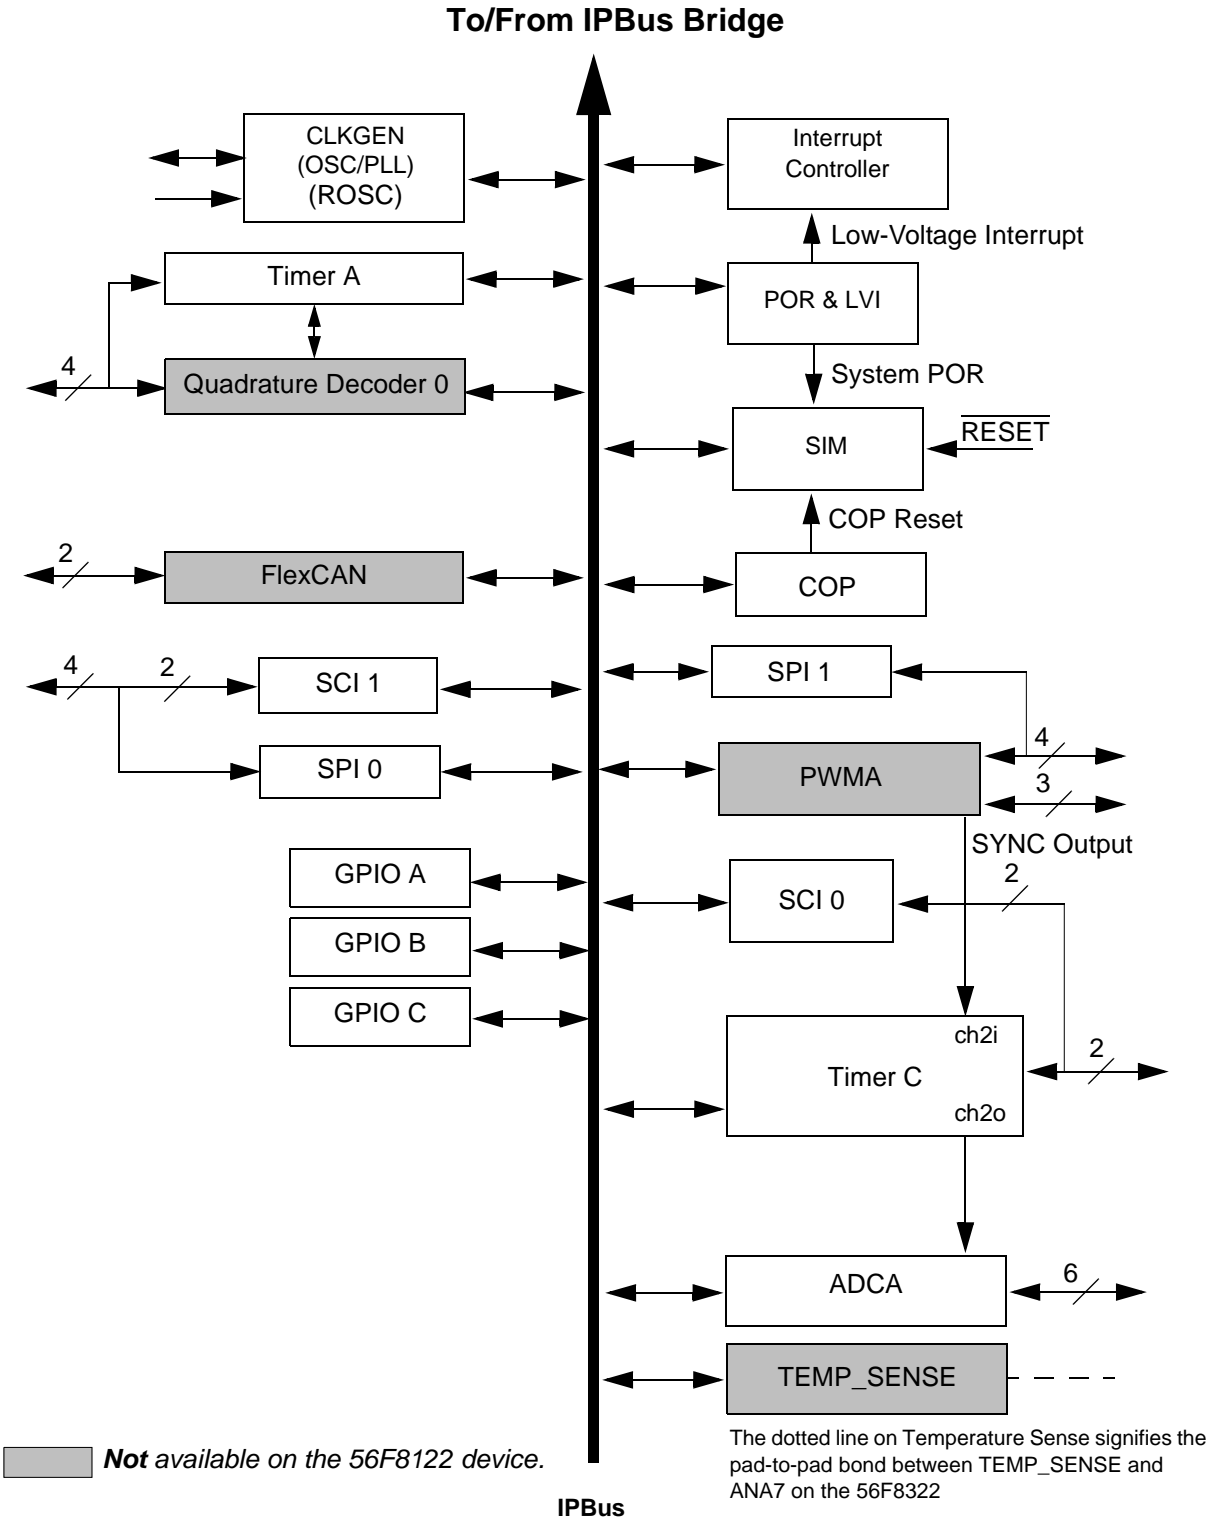 To/From IPBus Bridge
CLKGEN
(OSC/PLL)
(ROSC)
Interrupt
Controller
Low-Voltage Interrupt
Timer A
POR & LVI
4
Quadrature Decoder 0
System POR
SIM
RESET
COP Reset
2
FlexCAN
COP
4
2
SCI 1
SPI 1
SPI 0
4
PWMA
3
SYNC Output
GPIO A
2
SCI 0
GPIO B
GPIO C
ch2i
2
Timer C
ch2o
6
ADCA
TEMP_SENSE
Not available on the 56F8122 device.
The dotted line on Temperature Sense signifies the
pad-to-pad bond between TEMP_SENSE and
ANA7 on the 56F8322
IPBus